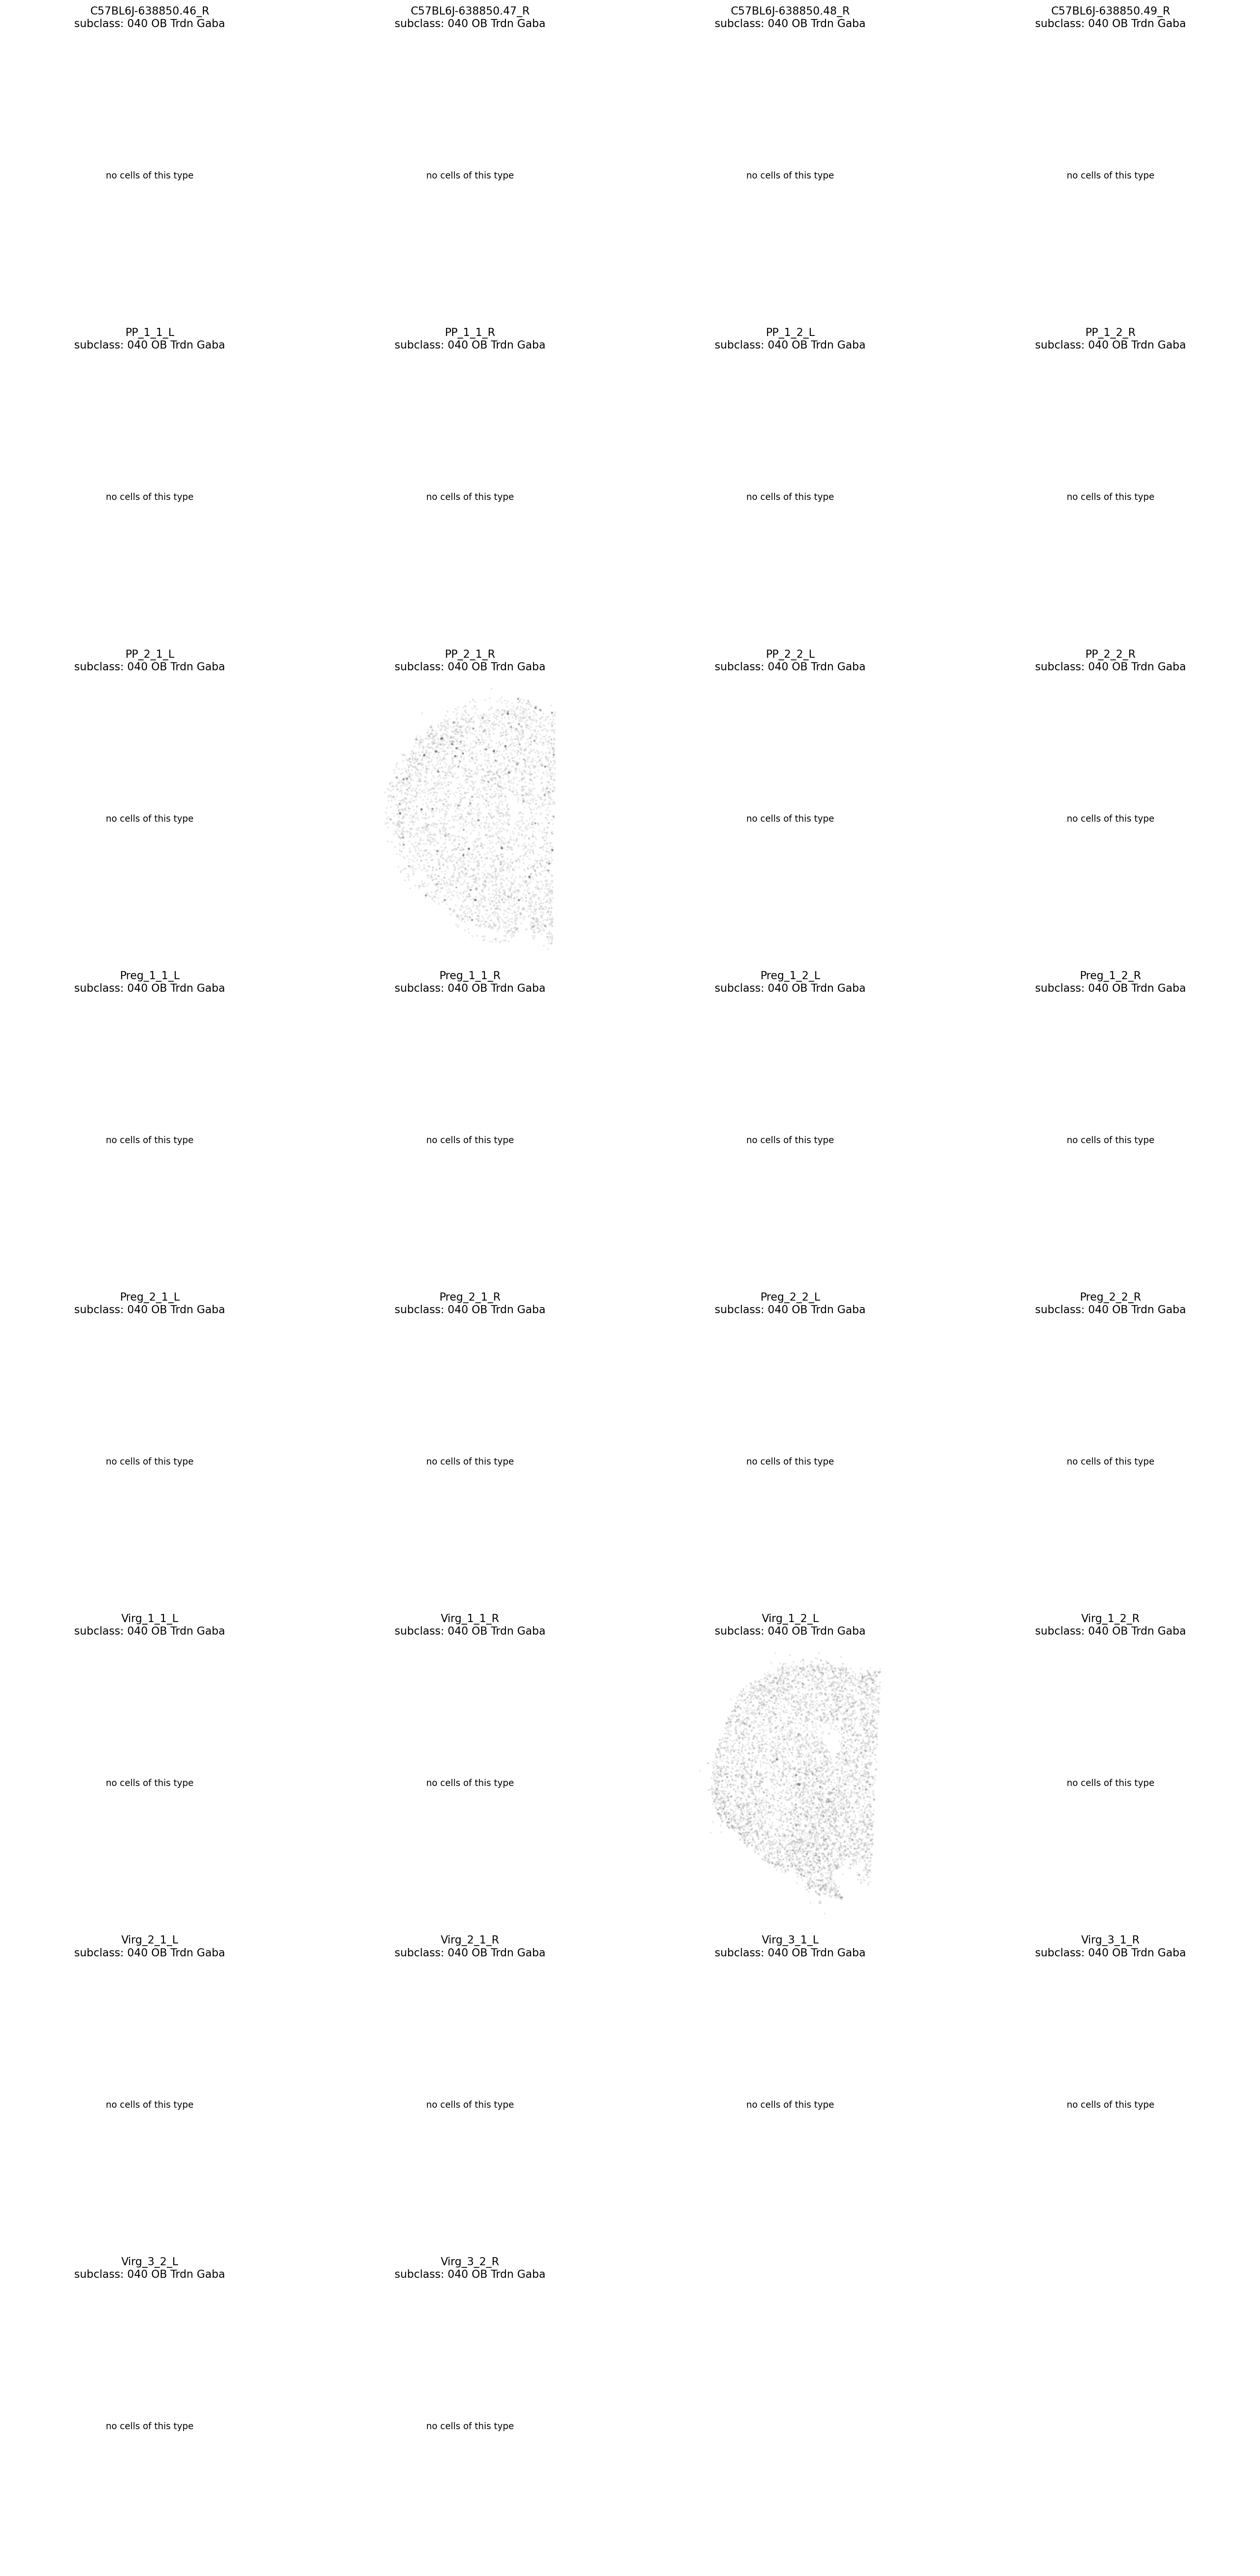 C57BL6J-638850.46_R
subclass: 040 OB Trdn Gaba
C57BL6J-638850.47_R
subclass: 040 OB Trdn Gaba
C57BL6J-638850.48_R
subclass: 040 OB Trdn Gaba
C57BL6J-638850.49_R
subclass: 040 OB Trdn Gaba
no cells of this type
no cells of this type
no cells of this type
no cells of this type
PP_1_1_L
subclass: 040 OB Trdn Gaba
PP_1_1_R
subclass: 040 OB Trdn Gaba
PP_1_2_L
subclass: 040 OB Trdn Gaba
PP_1_2_R
subclass: 040 OB Trdn Gaba
no cells of this type
no cells of this type
no cells of this type
no cells of this type
PP_2_1_L
subclass: 040 OB Trdn Gaba
PP_2_1_R
subclass: 040 OB Trdn Gaba
PP_2_2_L
subclass: 040 OB Trdn Gaba
PP_2_2_R
subclass: 040 OB Trdn Gaba
no cells of this type
no cells of this type
no cells of this type
Preg_1_1_L
subclass: 040 OB Trdn Gaba
Preg_1_1_R
subclass: 040 OB Trdn Gaba
Preg_1_2_L
subclass: 040 OB Trdn Gaba
Preg_1_2_R
subclass: 040 OB Trdn Gaba
no cells of this type
no cells of this type
no cells of this type
no cells of this type
Preg_2_1_L
subclass: 040 OB Trdn Gaba
Preg_2_1_R
subclass: 040 OB Trdn Gaba
Preg_2_2_L
subclass: 040 OB Trdn Gaba
Preg_2_2_R
subclass: 040 OB Trdn Gaba
no cells of this type
no cells of this type
no cells of this type
no cells of this type
Virg_1_1_L
subclass: 040 OB Trdn Gaba
Virg_1_1_R
subclass: 040 OB Trdn Gaba
Virg_1_2_L
subclass: 040 OB Trdn Gaba
Virg_1_2_R
subclass: 040 OB Trdn Gaba
no cells of this type
no cells of this type
no cells of this type
Virg_2_1_L
subclass: 040 OB Trdn Gaba
Virg_2_1_R
subclass: 040 OB Trdn Gaba
Virg_3_1_L
subclass: 040 OB Trdn Gaba
Virg_3_1_R
subclass: 040 OB Trdn Gaba
no cells of this type
no cells of this type
no cells of this type
no cells of this type
Virg_3_2_L
subclass: 040 OB Trdn Gaba
Virg_3_2_R
subclass: 040 OB Trdn Gaba
no cells of this type
no cells of this type